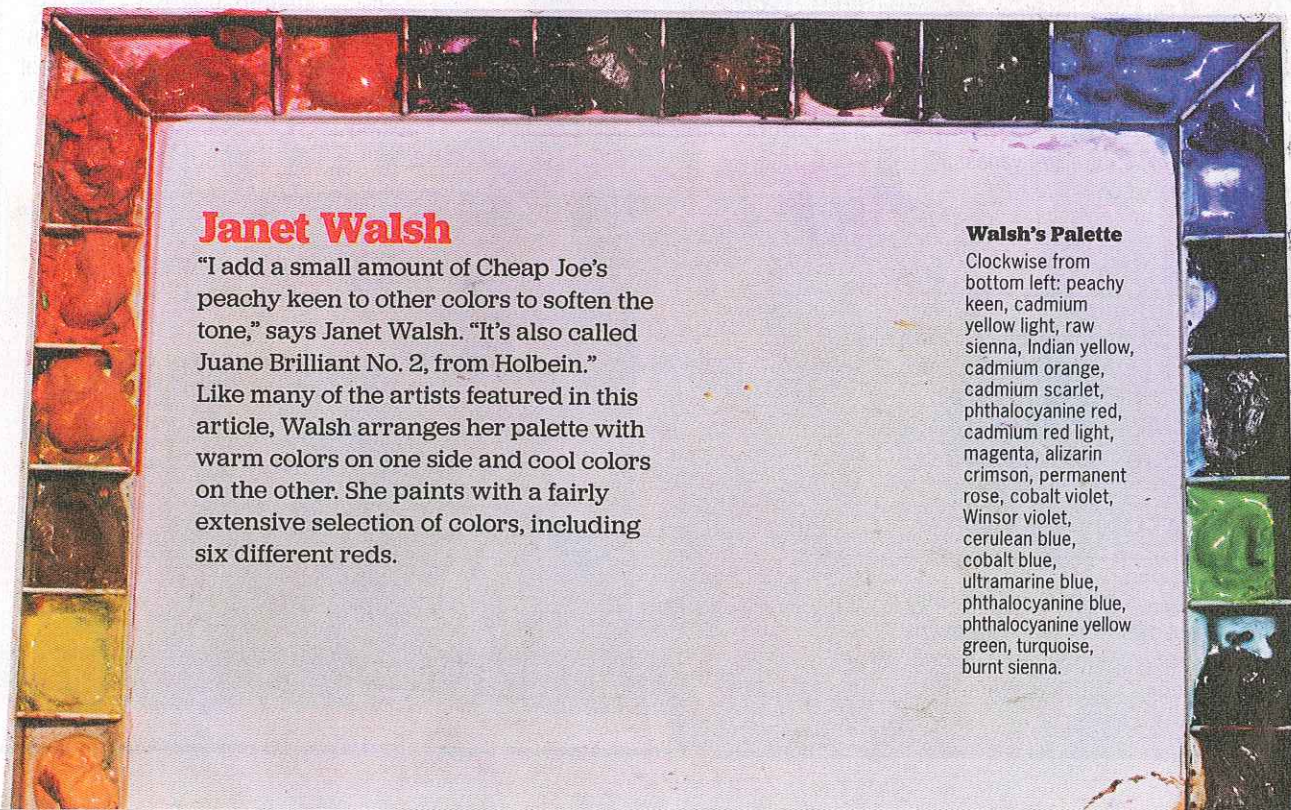 Janet Walsh
“I add a small amount of Cheap Joe’s
peachy keen to other colors to soften the
tone,” says Janet Walsh. “It’s also called
Juane Brilliant No. 2, from Holbein.”
Like many of the artists featured in this
article, Walsh arranges her palette with
warm colors on one side and cool colors
on the other. She paints with a fairly
extensive selection of colors, including
six different reds.
Walsh’s Palette
Clockwise from
bottom left: peachy
keen, cadmium
yellow light, raw
sienna, Indian yellow,
cadmium orange,
cadmium scarlet,
phthalocyanine red,
cadmium red light,
magenta, alizarin
crimson, permanent
rose, cobalt violet,
Winsor violet,
cerulean blue,
cobalt blue,
ultramarine blue,
phthalocyanine blue,
phthalocyanine yellow
green, turquoise,
burnt sienna.